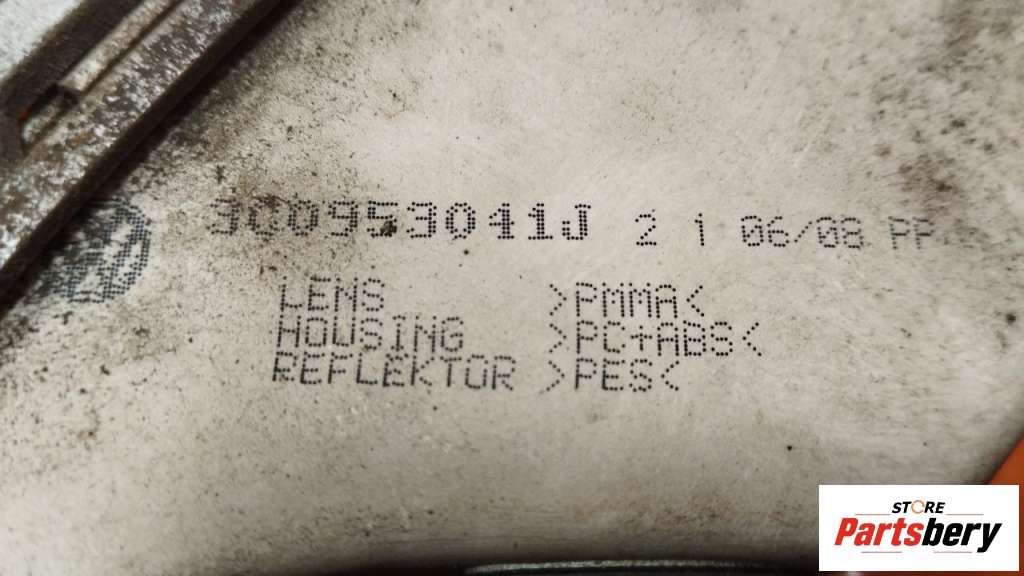 3C0953041J 2 1 06/08 PP
LENS >PMMA<
HOUSING >PC+ABS<
REFLEKTOR >PES<
STORE
Partsbery